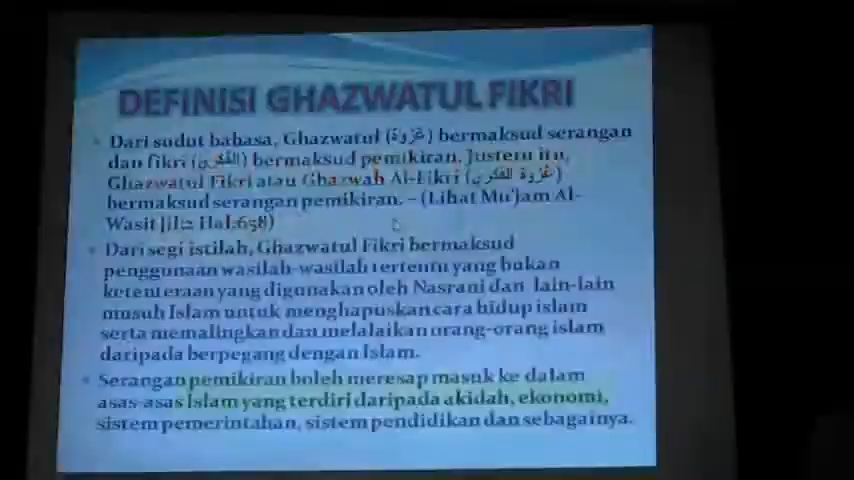 DEFINISI GHAZWATUL FIKRI
Dari sudut bahasa, Ghazwatul (غزوة) bermaksud serangan
dan fikri (الفكري) bermaksud pemikiran. Justeru itu,
Ghazwatul Fikri atau Ghazwah Al-Fikri (غزوة الفكري)
bermaksud serangan pemikiran. – (Lihat Mu'jam Al-
Wasit Jil:2 Hal:658)
Dari segi istilah, Ghazwatul Fikri bermaksud
penggunaan wasilah-wasilah tertentu yang bukan
ketenteraan yang digunakan oleh Nasrani dan lain-lain
musuh Islam untuk menghapuskan cara hidup islam
serta memalingkan dan melalaikan orang-orang islam
daripada berpegang dengan Islam.
Serangan pemikiran boleh meresap masuk ke dalam
asas-asas Islam yang terdiri daripada akidah, ekonomi,
sistem pemerintahan, sistem pendidikan dan sebagainya.